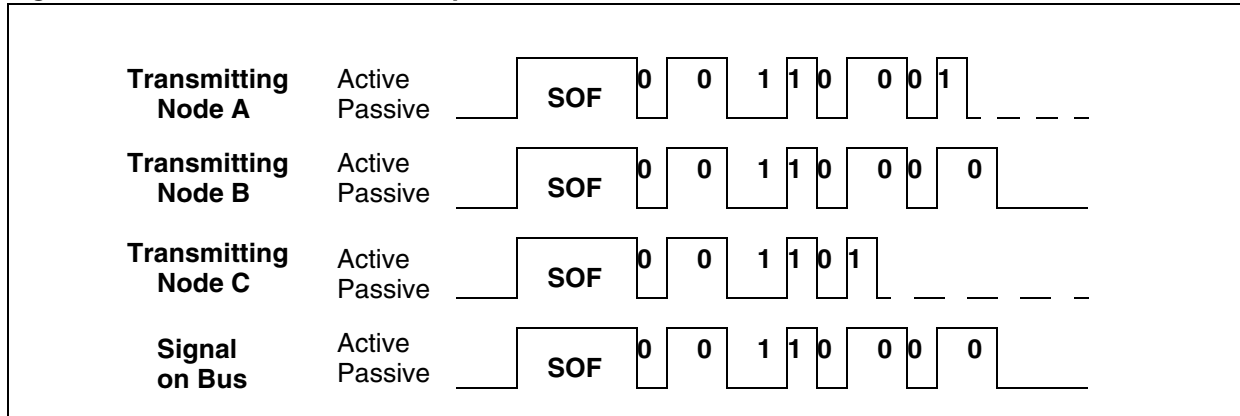 Transmitting Node A Active Passive SOF 0 0 1 1 0 0 0 1
Transmitting Node B Active Passive SOF 0 0 1 1 0 0 0 0
Transmitting Node C Active Passive SOF 0 0 1 1 0 1
Signal on Bus Active Passive SOF 0 0 1 1 0 0 0 0